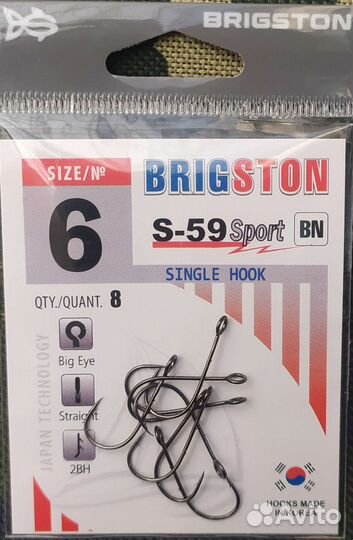 BRIGSTON
SIZE/№
6
BRIGSTON
S-59 Sport
BN
SINGLE HOOK
QTY./QUANT. 8
Big Eye
Straight
2BH
JAPAN TECHNOLOGY
HOOKS MADE
IN KOREA
Avito